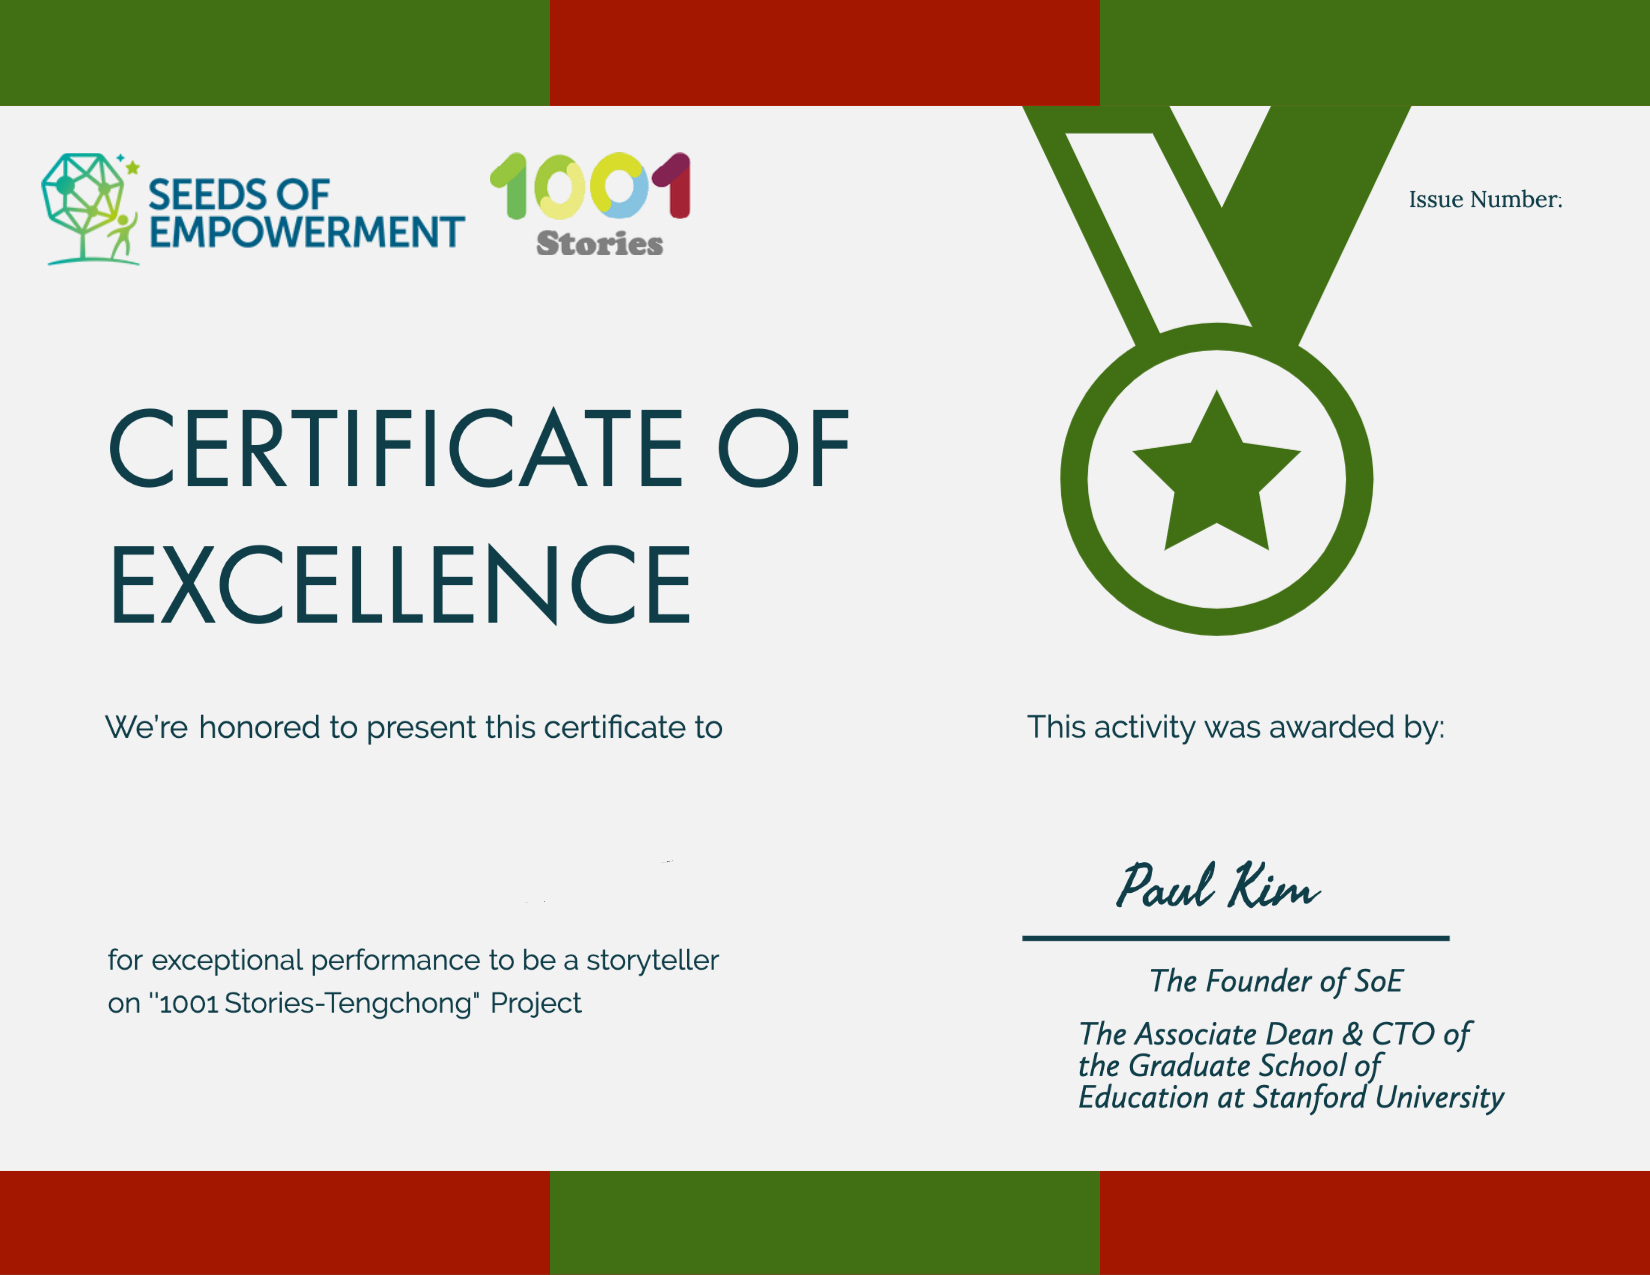 SEEDS OF
EMPOWERMENT
1001
Stories
Issue Number:
CERTIFICATE OF
EXCELLENCE
We're honored to present this certificate to
for exceptional performance to be a storyteller
on "1001 Stories-Tengchong" Project
This activity was awarded by:
Paul Kim
The Founder of SoE
The Associate Dean & CTO of
the Graduate School of
Education at Stanford University